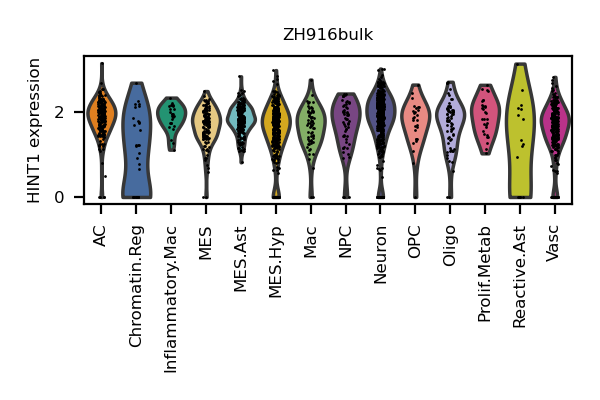 ZH916bulk
HINT1 expression
2
0
AC
Chromatin.Reg
Inflammatory.Mac
MES
MES.Ast
MES.Hyp
Mac
NPC
Neuron
OPC
Oligo
Prolif.Metab
Reactive.Ast
Vasc